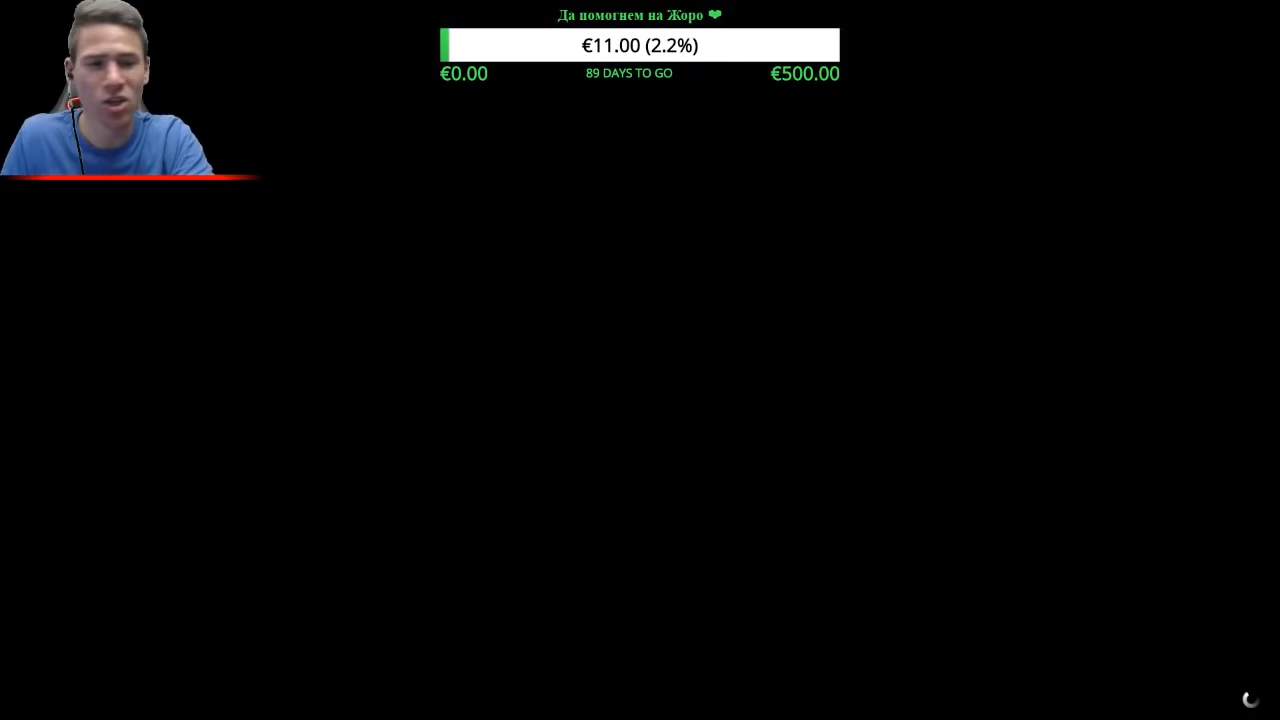 Да помогнем на Жоро ❤
€11.00 (2.2%)
€0.00 89 DAYS TO GO €500.00